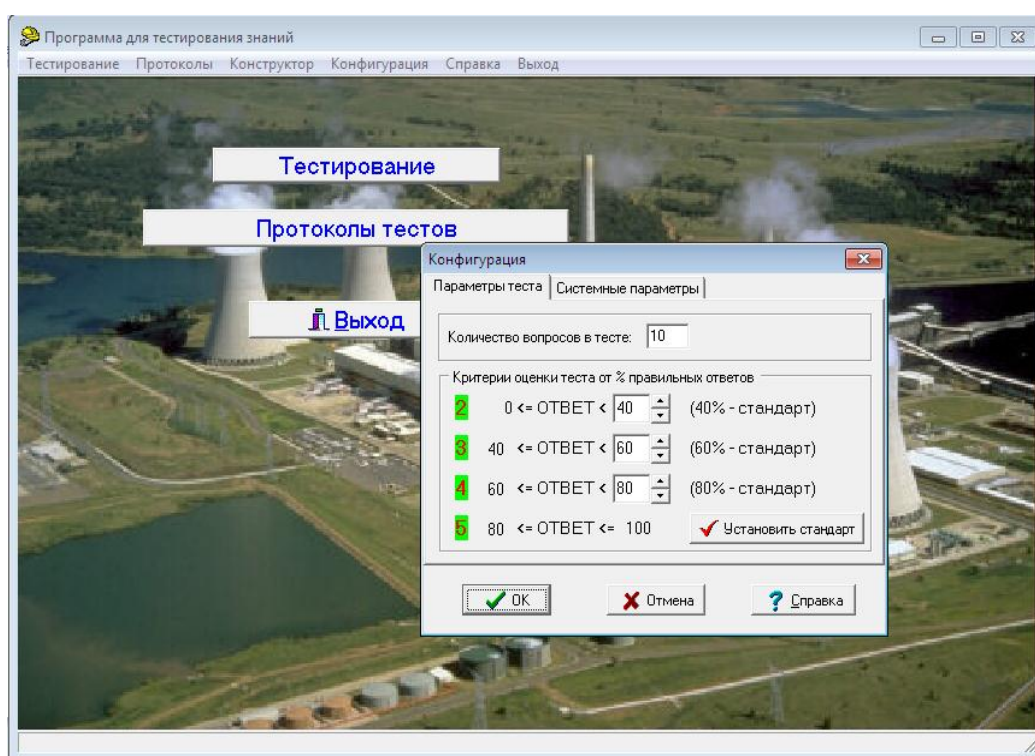 Программа для тестирования знаний
Тестирование Протоколы Конструктор Конфигурация Справка Выход
Тестирование
Протоколы тестов
Выход
Конфигурация
Параметры теста Системные параметры
Количество вопросов в тесте: 10
Критерии оценки теста от % правильных ответов
2 0 <= ОТВЕТ < 40 (40% - стандарт)
3 40 <= ОТВЕТ < 60 (60% - стандарт)
4 60 <= ОТВЕТ < 80 (80% - стандарт)
5 80 <= ОТВЕТ <= 100 Установить стандарт
OK Отмена Справка